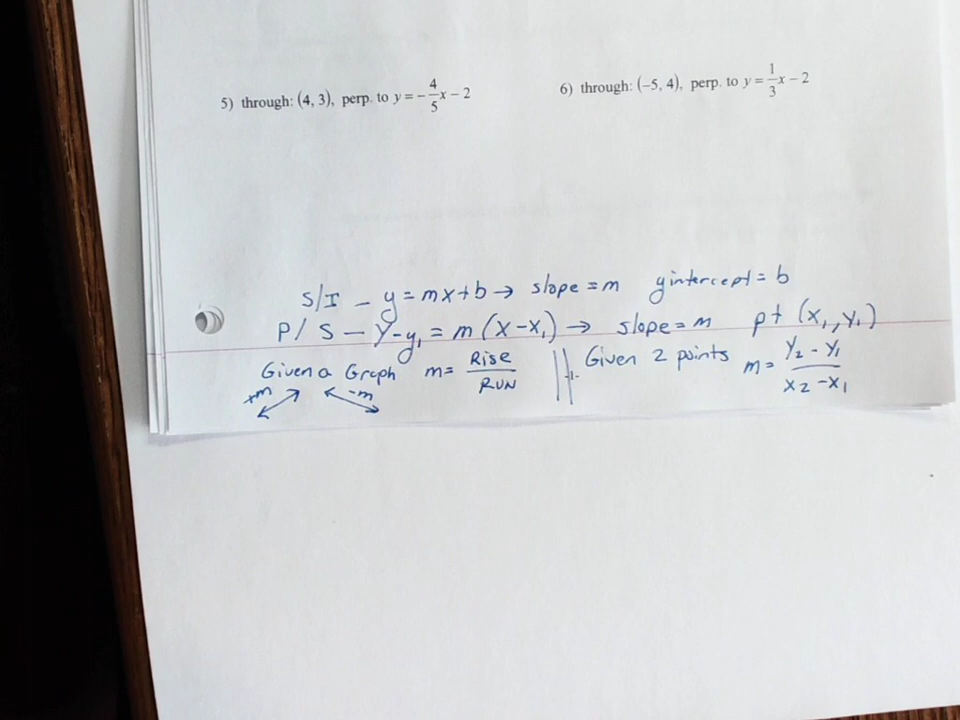 5) through: (4, 3), perp. to y = -4/5x - 2
6) through: (-5, 4), perp. to y = 1/3x - 2
S/I - y = mx+b → slope = m y intercept = b
P/S - Y-y₁ = m (X-X₁) → slope = m pt (X₁, Y₁)
Given a Graph m = Rise/RUN || Given 2 points m = Y₂ - Y₁/X₂ - X₁
+m -m